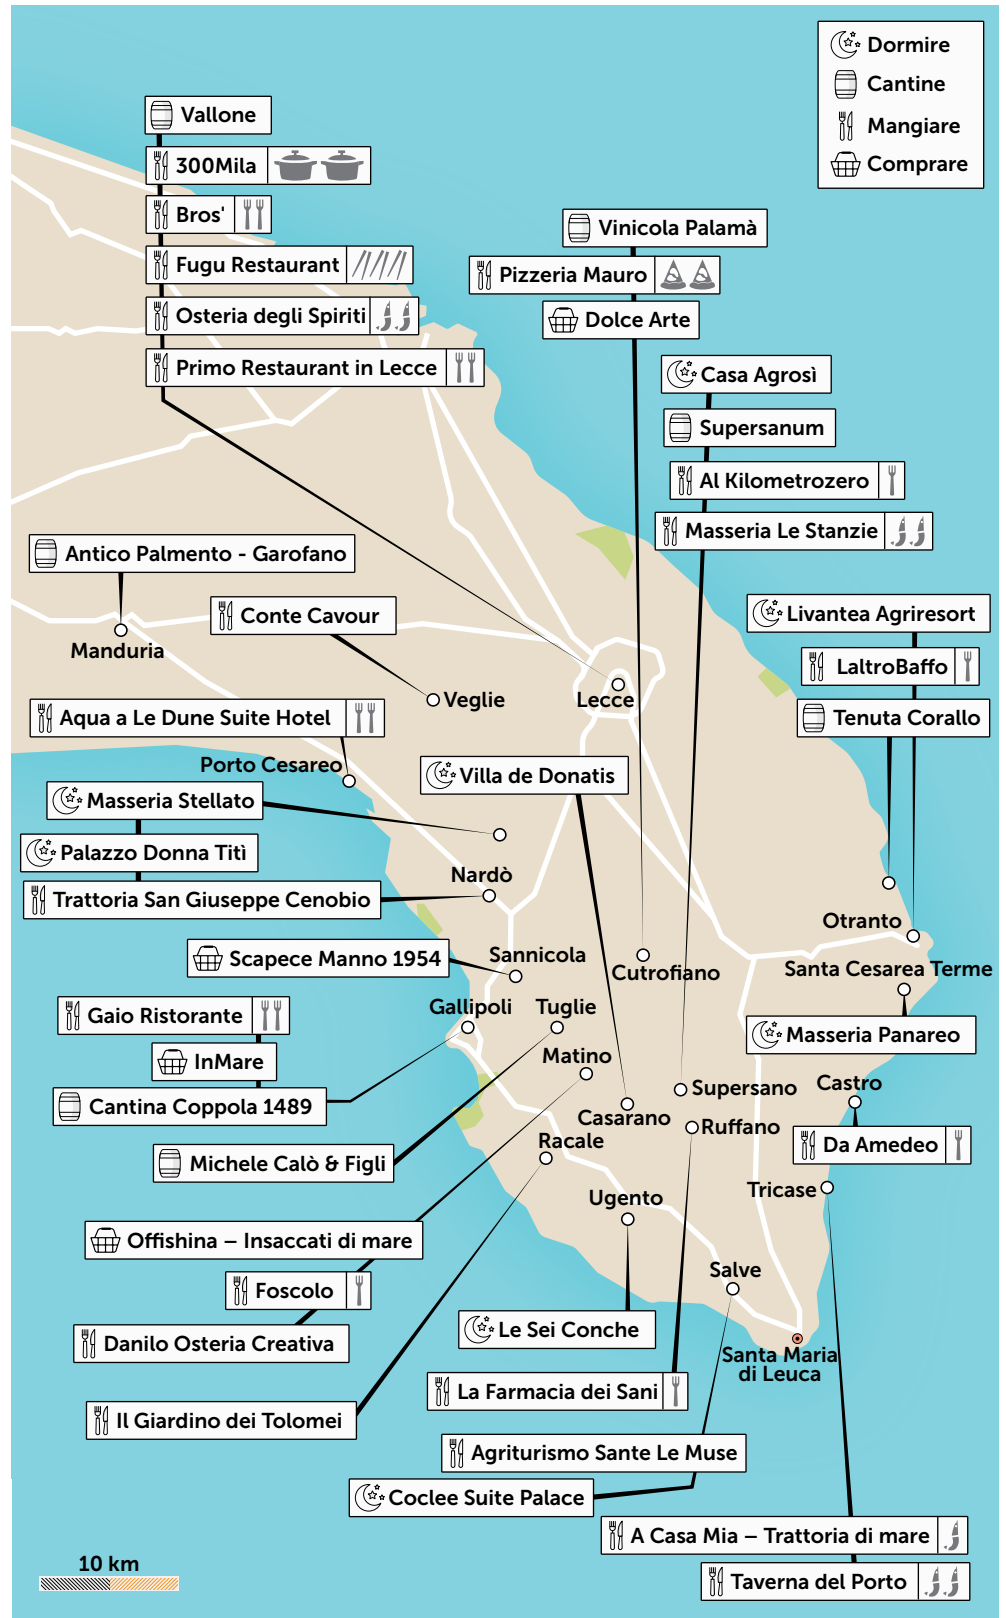 Dormire
Cantine
Mangiare
Comprare
Vallone
300Mila
Bros'
Fugu Restaurant
Osteria degli Spiriti
Primo Restaurant in Lecce
Vinicola Palamà
Pizzeria Mauro
Dolce Arte
Casa Agrosì
Supersanum
Al Kilometrozero
Masseria Le Stanzie
Antico Palmento - Garofano
Manduria
Conte Cavour
Veglie
Lecce
Livantea Agriresort
LaltroBaffo
Tenuta Corallo
Aqua a Le Dune Suite Hotel
Porto Cesareo
Villa de Donatis
Masseria Stellato
Palazzo Donna Titì
Trattoria San Giuseppe Cenobio
Nardò
Otranto
Scapece Manno 1954
Sannicola
Cutrofiano
Santa Cesarea Terme
Gaio Ristorante
Gallipoli
Tuglie
Masseria Panareo
InMare
Matino
Cantina Coppola 1489
Casarano
Supersano
Castro
Ruffano
Racale
Da Amedeo
Michele Calò & Figli
Ugento
Tricase
Offishina – Insaccati di mare
Foscolo
Salve
Danilo Osteria Creativa
Le Sei Conche
Santa Maria
di Leuca
La Farmacia dei Sani
Il Giardino dei Tolomei
Agriturismo Sante Le Muse
Coclee Suite Palace
A Casa Mia – Trattoria di mare
10 km
Taverna del Porto